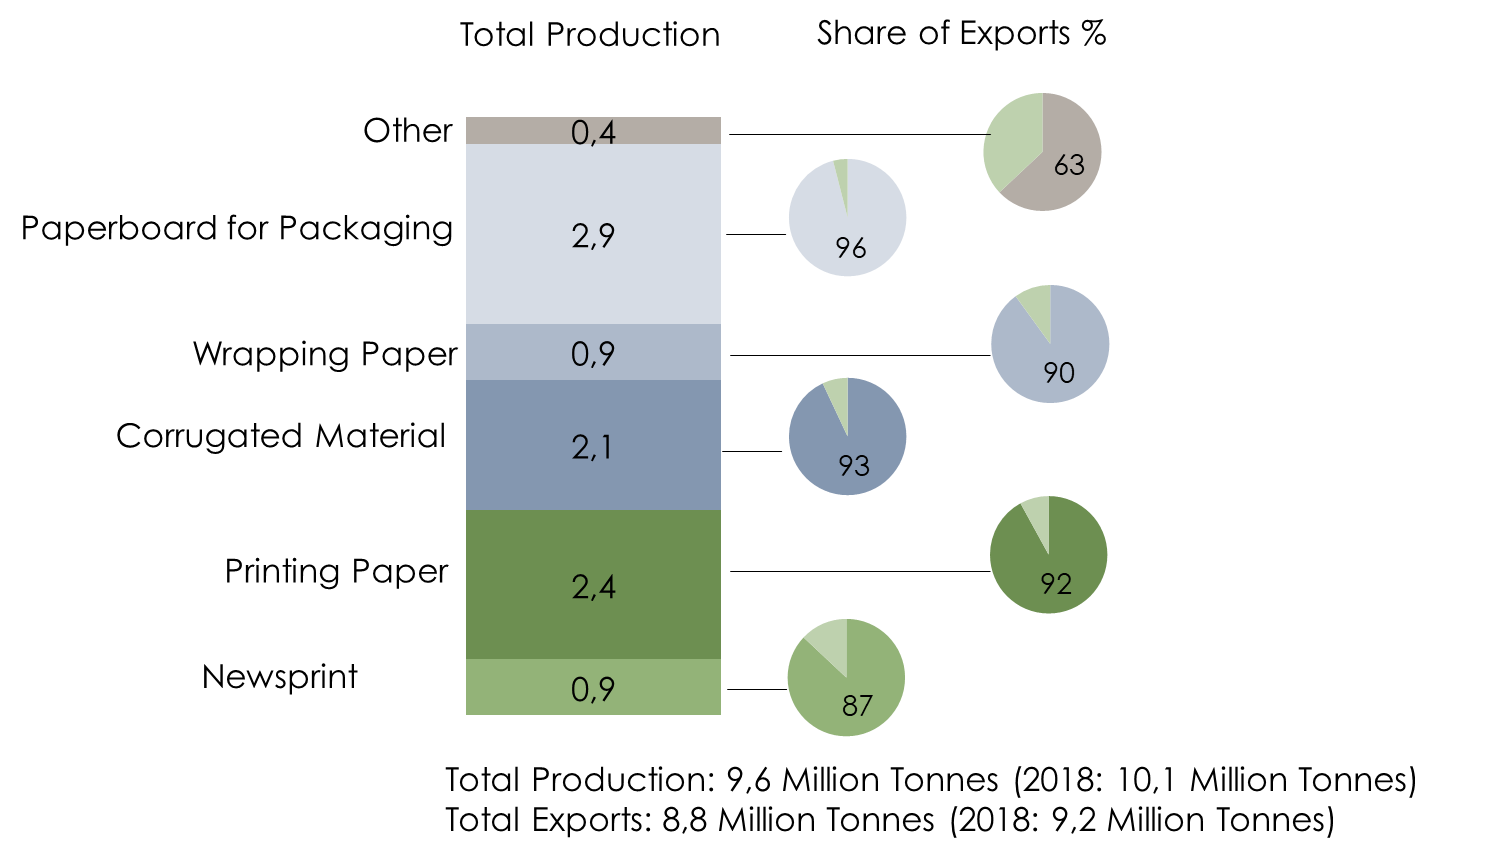 Total Production
Share of Exports %
Other
0,4
63
Paperboard for Packaging
2,9
96
Wrapping Paper
0,9
90
Corrugated Material
2,1
93
Printing Paper
2,4
92
Newsprint
0,9
87
Total Production: 9,6 Million Tonnes (2018: 10,1 Million Tonnes)
Total Exports: 8,8 Million Tonnes (2018: 9,2 Million Tonnes)